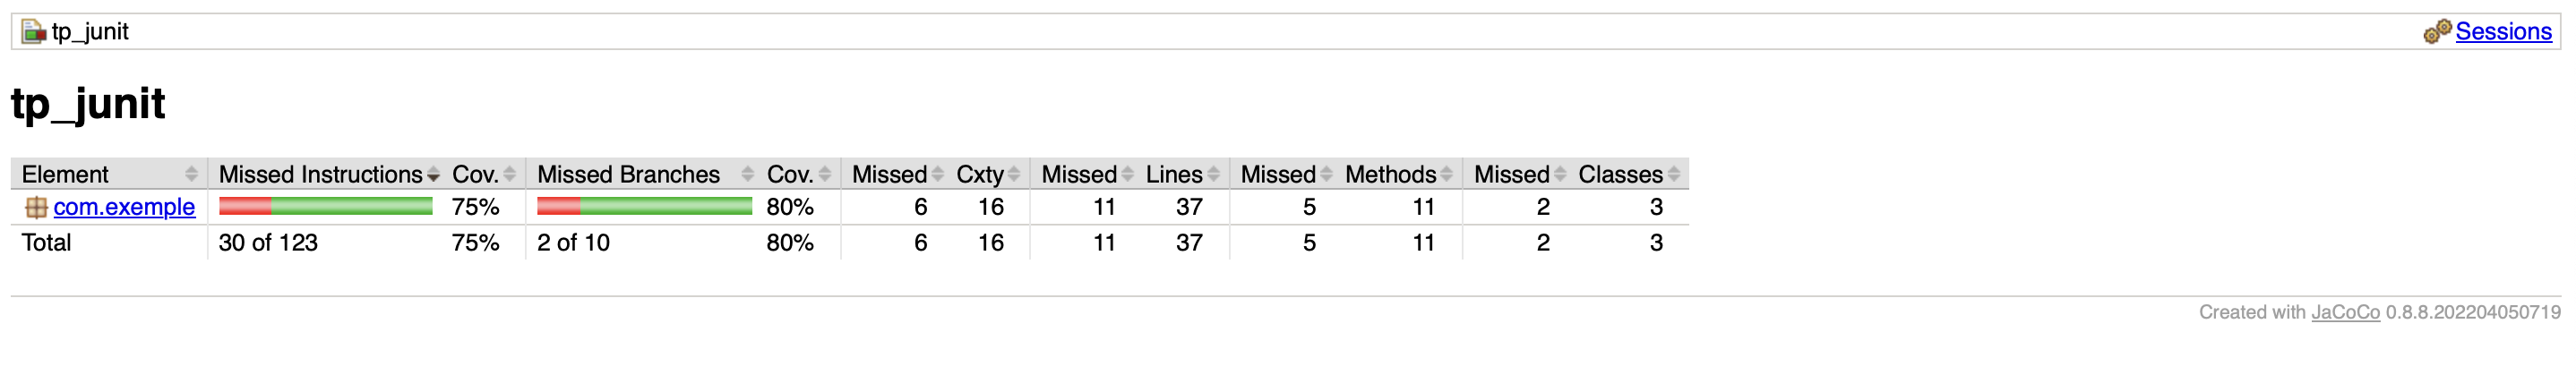 tp_junit Sessions
tp_junit
Element Missed Instructions Cov. Missed Branches Cov. Missed Cxty Missed Lines Missed Methods Missed Classes
com.exemple 75% 80% 6 16 11 37 5 11 2 3
Total 30 of 123 75% 2 of 10 80% 6 16 11 37 5 11 2 3
Created with JaCoCo 0.8.8.202204050719